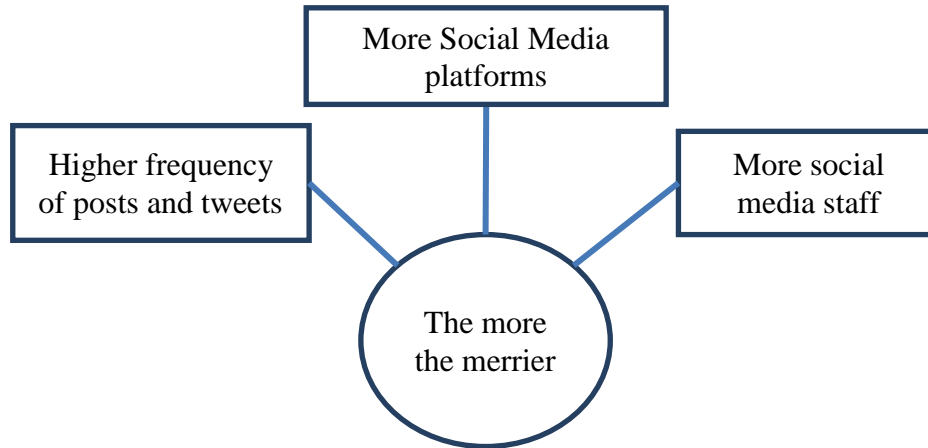 More Social Media
platforms
Higher frequency
of posts and tweets
More social
media staff
The more
the merrier